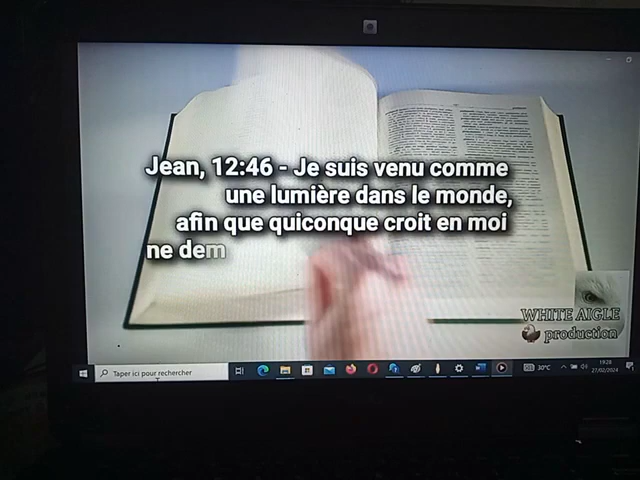 Jean, 12:46 - Je suis venu comme
une lumière dans le monde,
afin que quiconque croit en moi
ne dem
WHITE AIGLE
production
Taper ici pour rechercher
30°C
19:28
27/02/2024